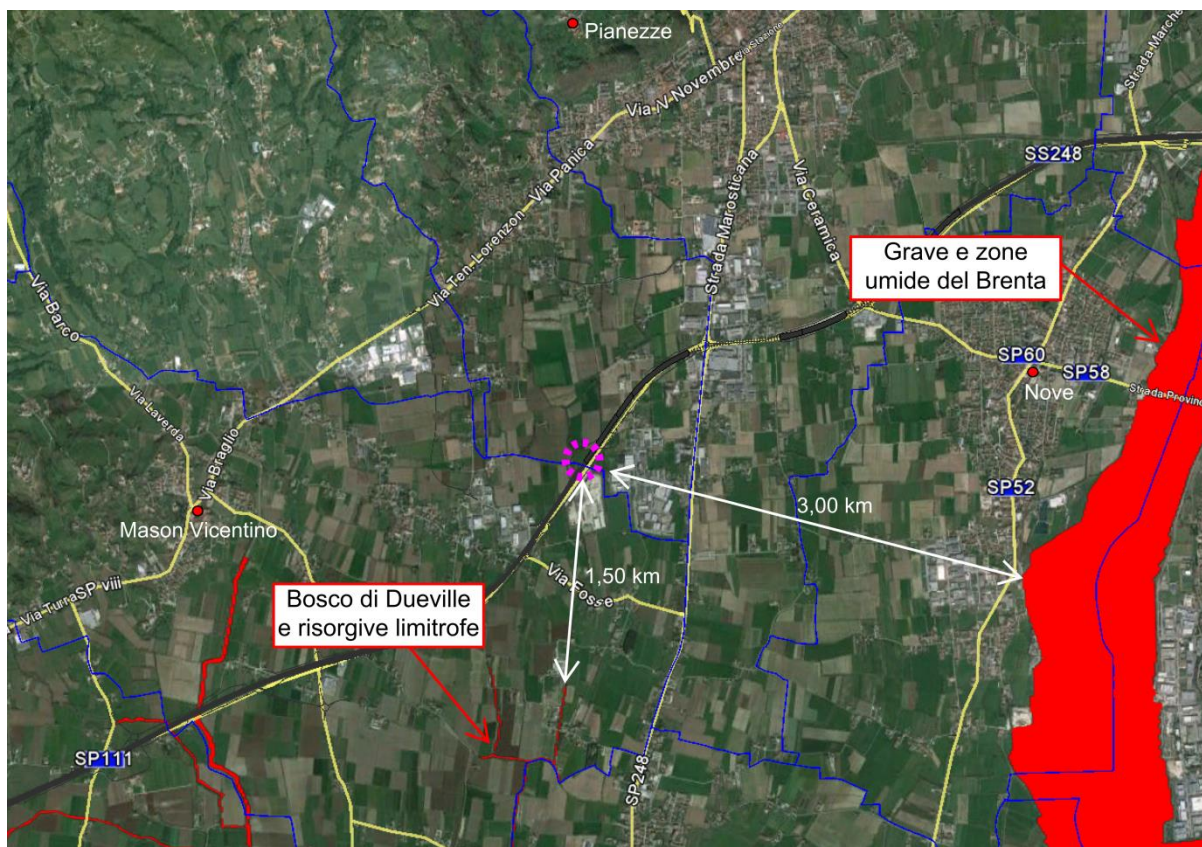 Pianezze
Via Stazione
Strada Marche
Via IV Novembre
SS248
Via Ten. Lorenzon - Via Panica
Strada Marosticana
Via Ceramica
Grave e zone
umide del Brenta
Via Barco
SP60
SP58
Nove
Strada Provinc
Via Laverda
Via Braglio
SP52
3,00 km
Mason Vicentino
1,50 km
Via Fosse
Via Turra
SP viii
Bosco di Dueville
e risorgive limitrofe
SP111
SP248